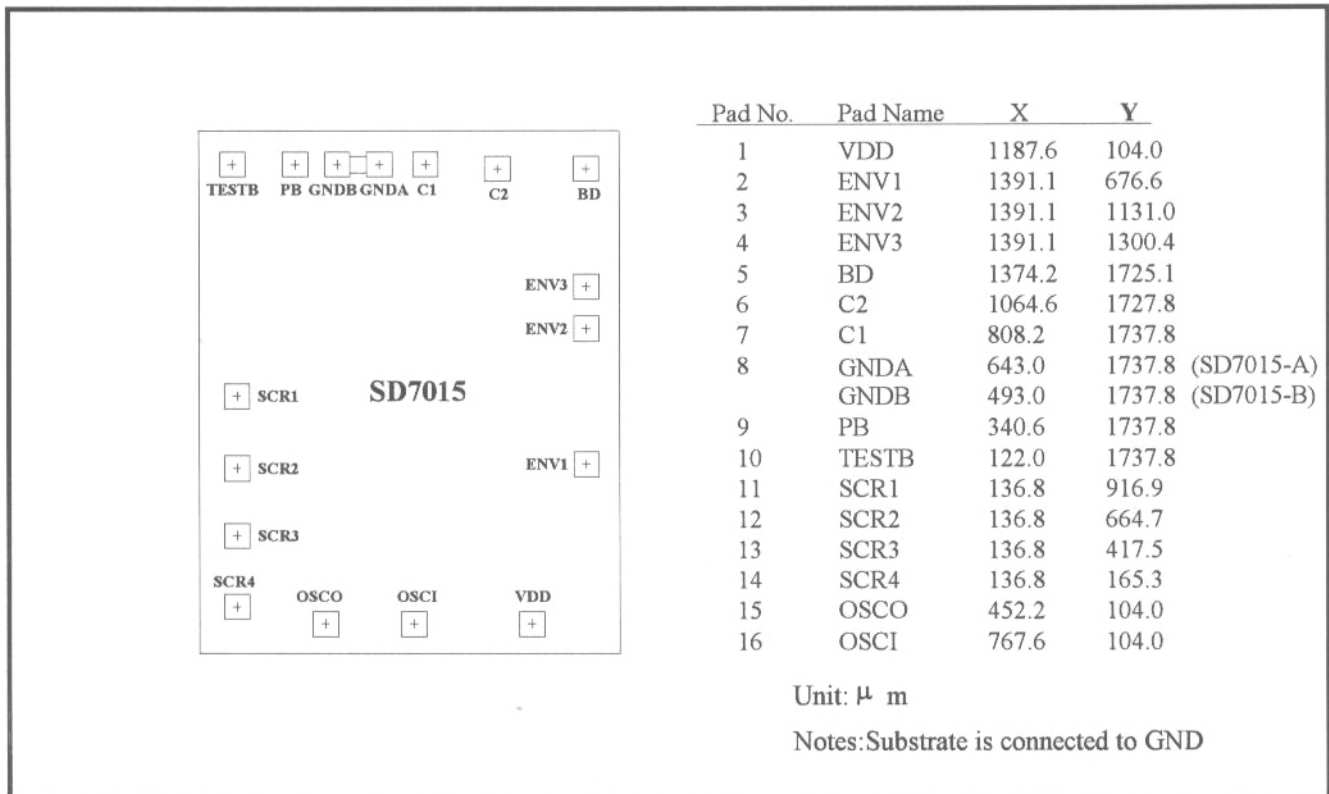 TESTB PB GNDB GNDA C1 C2 BD
ENV3
ENV2
SCR1 SD7015
SCR2 ENV1
SCR3
SCR4
OSCO OSCI VDD
Pad No. Pad Name X Y
1 VDD 1187.6 104.0
2 ENV1 1391.1 676.6
3 ENV2 1391.1 1131.0
4 ENV3 1391.1 1300.4
5 BD 1374.2 1725.1
6 C2 1064.6 1727.8
7 C1 808.2 1737.8
8 GNDA 643.0 1737.8 (SD7015-A)
GNDB 493.0 1737.8 (SD7015-B)
9 PB 340.6 1737.8
10 TESTB 122.0 1737.8
11 SCR1 136.8 916.9
12 SCR2 136.8 664.7
13 SCR3 136.8 417.5
14 SCR4 136.8 165.3
15 OSCO 452.2 104.0
16 OSCI 767.6 104.0
Unit: μ m
Notes:Substrate is connected to GND